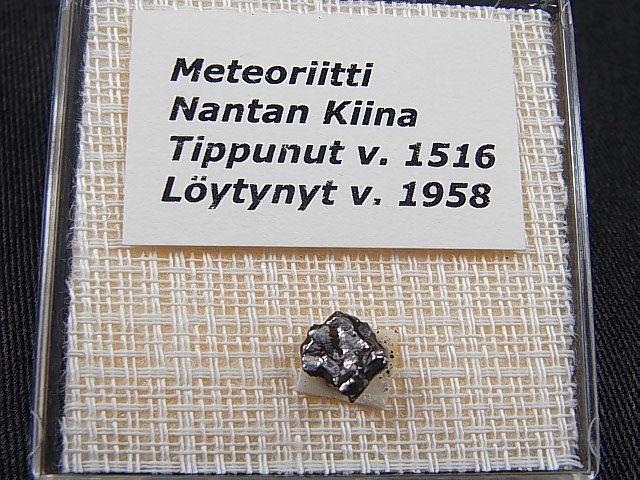 Meteoriitti
Nantan Kiina
Tippunut v. 1516
Löytynyt v. 1958